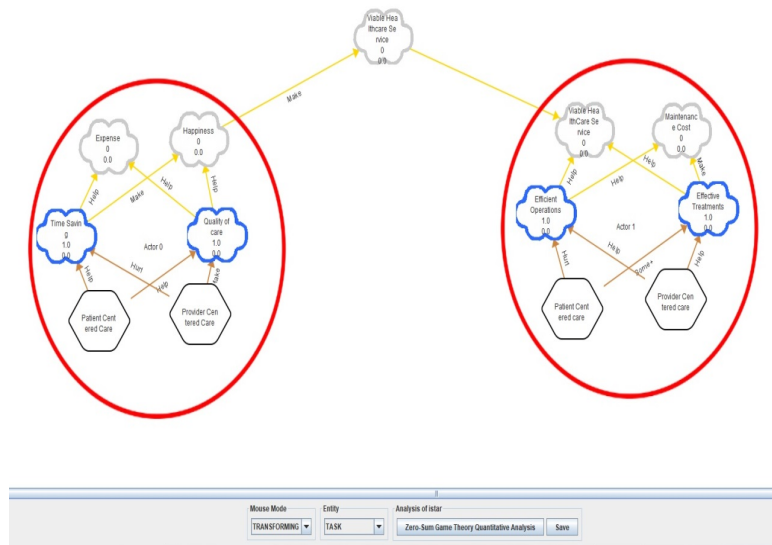 Viable Hea
lthcare Se
rvice
0
0/0
Make
Expense
0
0.0
Happiness
0
0.0
Help
Make
Help
Help
Time Savin
g
1.0
0.0
Quality of
care
1.0
0.0
Actor 0
Help
Hurt
Help
Make
Patient Cent
ered Care
Provider Cen
tered Care
Viable Hea
lthCare Se
rvice
0
0/0
Maintenanc
e Cost
0
0.0
Help
Help
Help
Make
Efficient
Operations
1.0
0.0
Effective
Treatments
1.0
0.0
Actor 1
Hurt
Help
Some+
Help
Patient Cent
ered care
Provider Cen
tered care
Mouse Mode
TRANSFORMING
Entity
TASK
Analysis of istar
Zero-Sum Game Theory Quantitative Analysis
Save